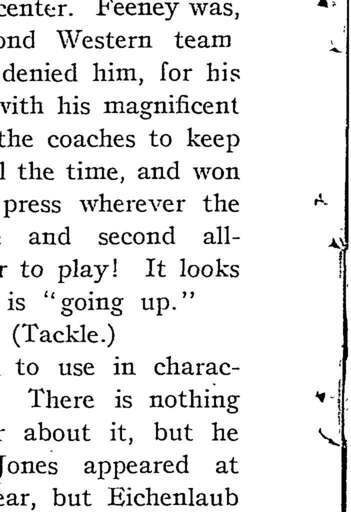 center. Feeney was,
ond Western team
denied him, for his
with his magnificent
the coaches to keep
l the time, and won
press wherever the
and second all-
r to play! It looks
is "going up."
(Tackle.)
to use in charac-
There is nothing
r about it, but he
Jones appeared at
ear, but Eichenlaub